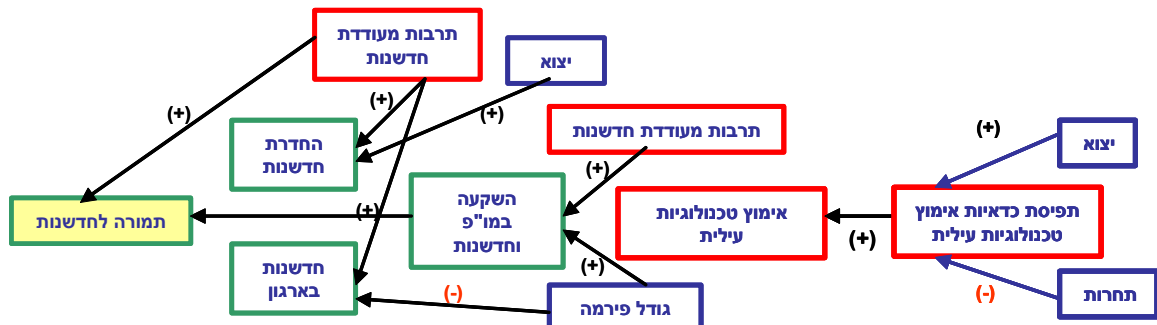 תרבות מעודדת
חדשנות
יצוא
(+)
(+)
(+)
תרבות מעודדת חדשנות
(+)
יצוא
החדרת
חדשנות
(+)
השקעה
במו"פ
וחדשנות
אימוץ טכנולוגיות
עילית
תפיסת כדאיות אימוץ
טכנולוגיות עילית
תמורה לחדשנות
(+)
(+)
חדשנות
בארגון
(+)
(-)
(-)
גודל פירמה
תחרות